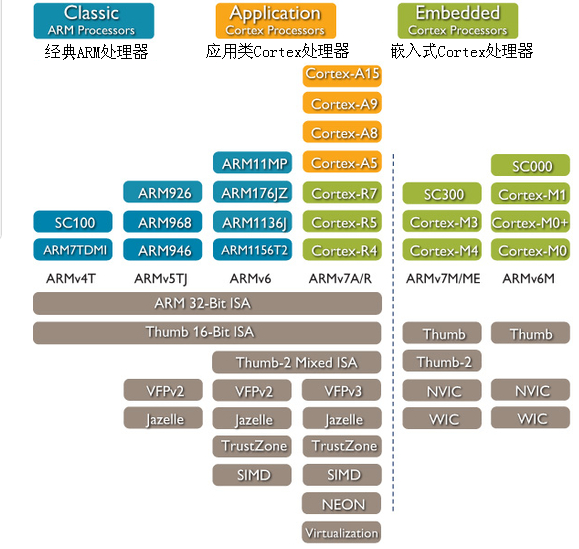 Classic
ARM Processors
Application
Cortex Processors
Embedded
Cortex Processors
经典ARM处理器
应用类Cortex处理器
嵌入式Cortex处理器
Cortex-A15
Cortex-A9
Cortex-A8
ARM11MP
Cortex-A5
SC000
ARM926
ARM176JZ
Cortex-R7
SC300
Cortex-M1
SC100
ARM968
ARM1136J
Cortex-R5
Cortex-M3
Cortex-M0+
ARM7TDMI
ARM946
ARM1156T2
Cortex-R4
Cortex-M4
Cortex-M0
ARMv4T
ARMv5TJ
ARMv6
ARMv7A/R
ARMv7M/ME
ARMv6M
ARM 32-Bit ISA
Thumb 16-Bit ISA
Thumb
Thumb
Thumb-2 Mixed ISA
Thumb-2
VFPv2
VFPv2
VFPv3
NVIC
NVIC
Jazelle
Jazelle
Jazelle
WIC
WIC
TrustZone
TrustZone
SIMD
SIMD
NEON
Virtualization